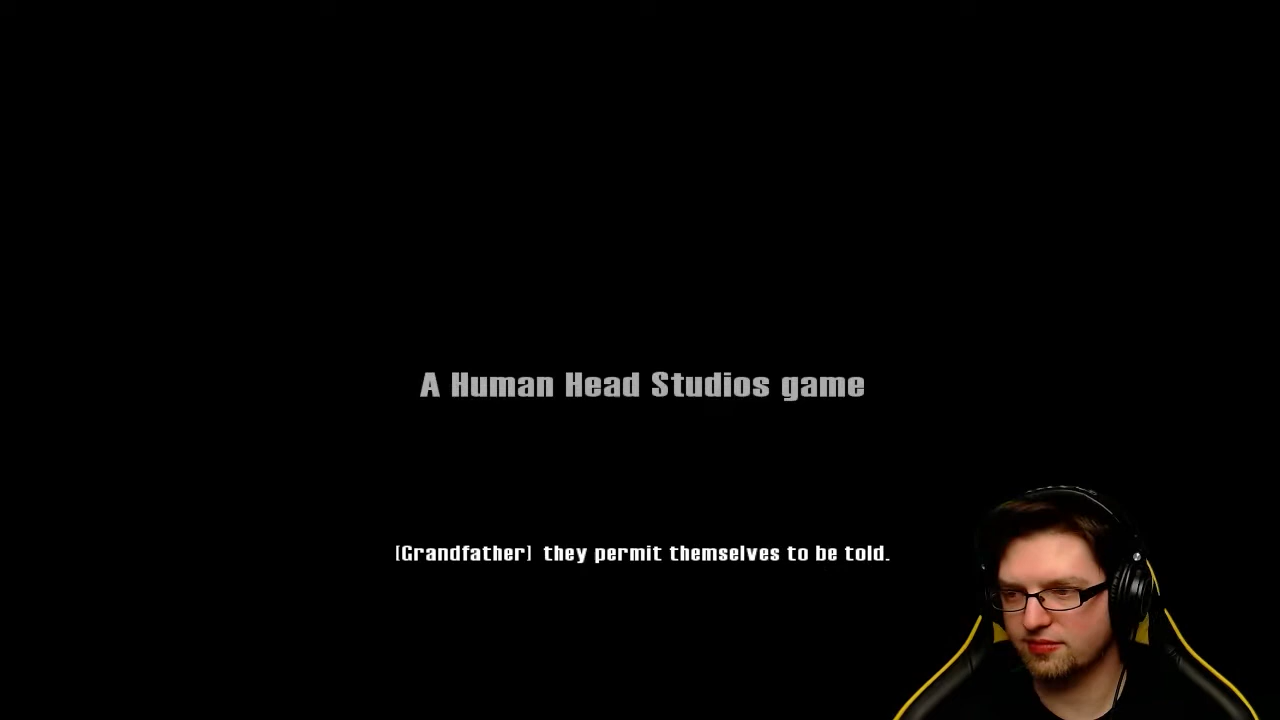 A Human Head Studios game
[Grandfather] they permit themselves to be told.